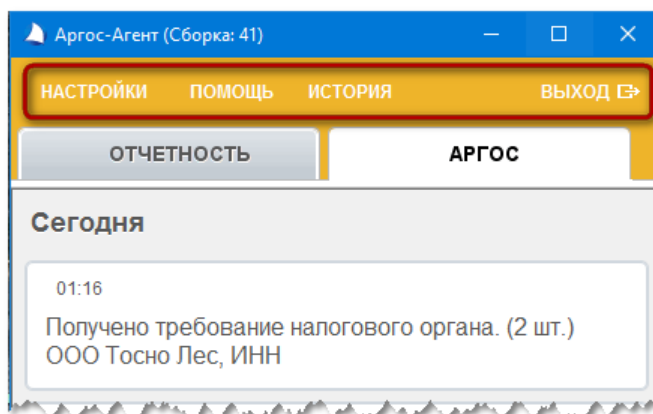 Аргос-Агент (Сборка: 41)
НАСТРОЙКИ ПОМОЩЬ ИСТОРИЯ ВЫХОД
ОТЧЕТНОСТЬ АРГОС
Сегодня
01:16
Получено требование налогового органа. (2 шт.)
ООО Тосно Лес, ИНН